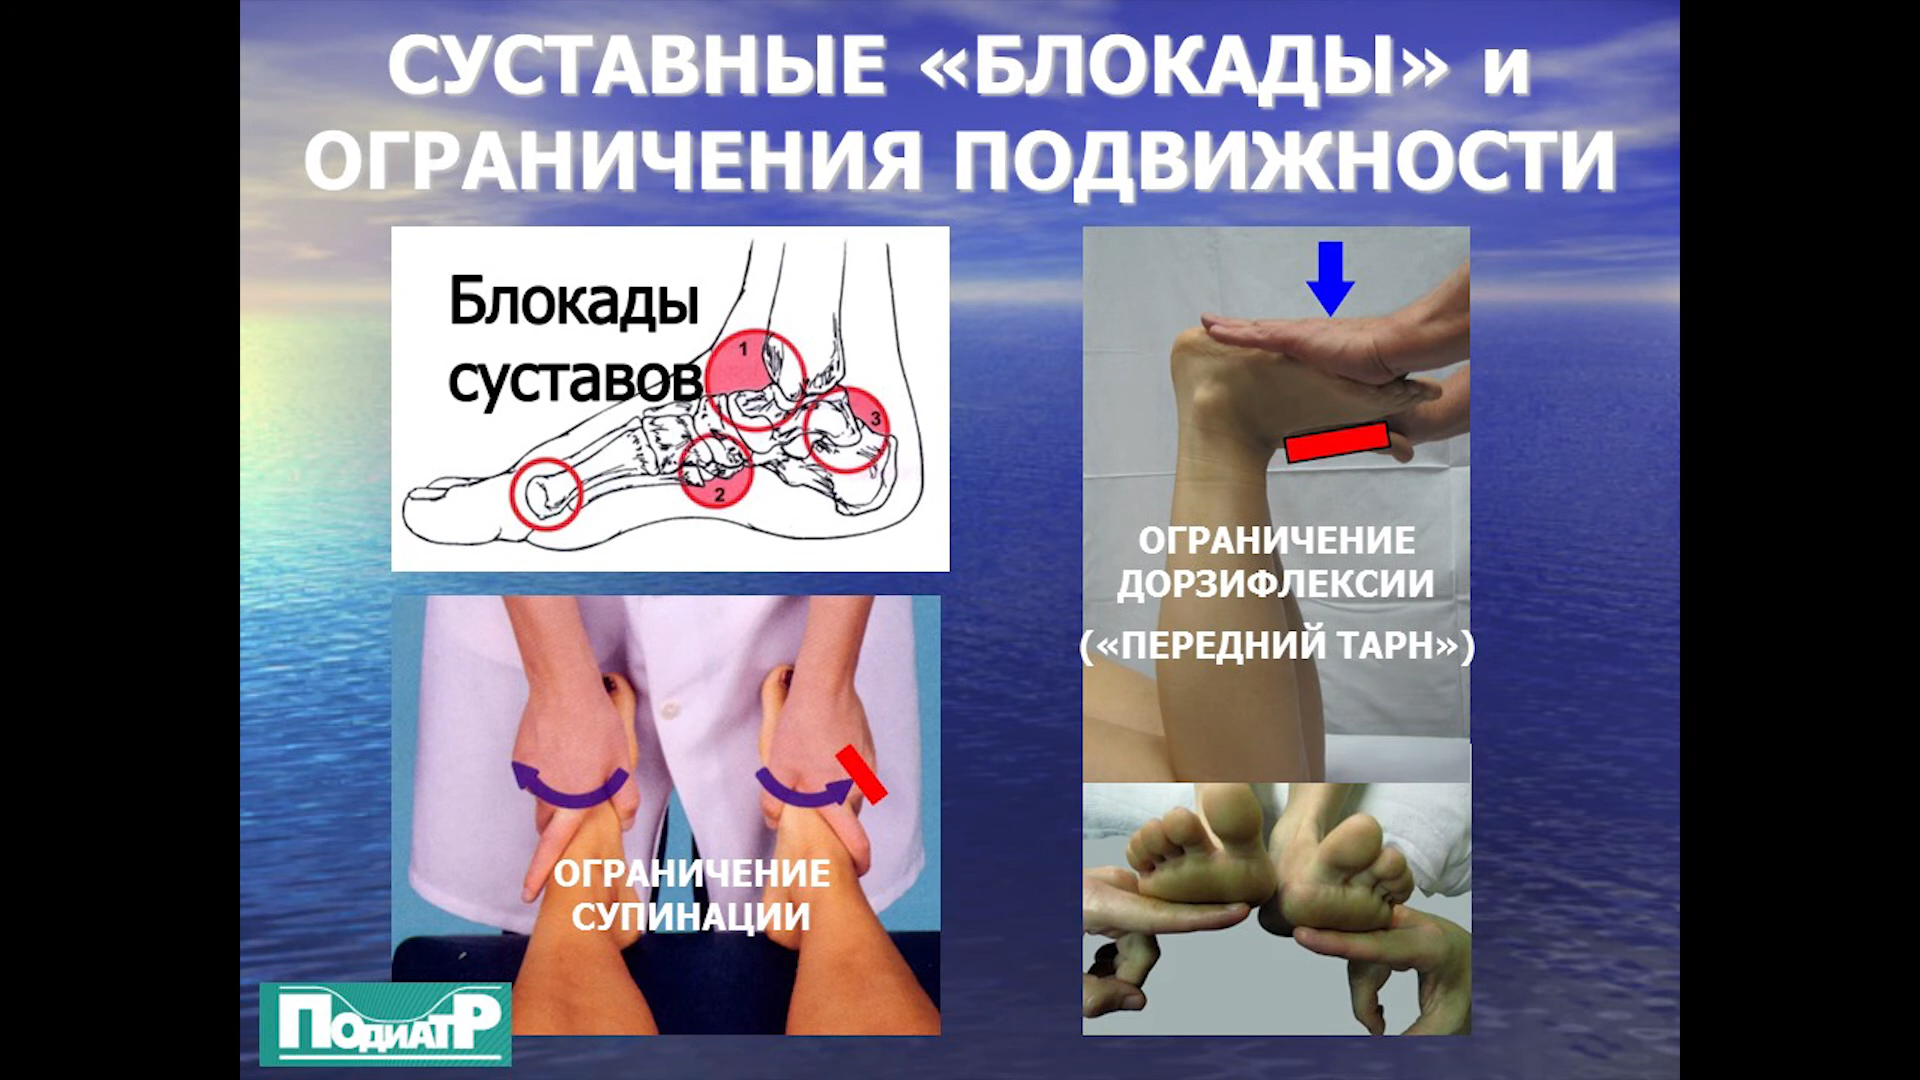 СУСТАВНЫЕ «БЛОКАДЫ» и
ОГРАНИЧЕНИЯ ПОДВИЖНОСТИ
Блокады
суставов
1
3
2
ОГРАНИЧЕНИЕ
ДОРЗИФЛЕКСИИ
(«ПЕРЕДНИЙ ТАРН»)
ОГРАНИЧЕНИЕ
СУПИНАЦИИ
ПОДИАТР